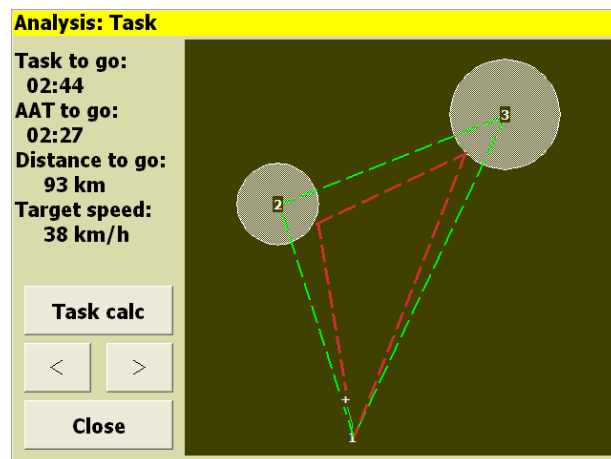 Analysis: Task
Task to go:
02:44
AAT to go:
02:27
Distance to go:
93 km
Target speed:
38 km/h
Task calc
< >
Close
3
2
+
1